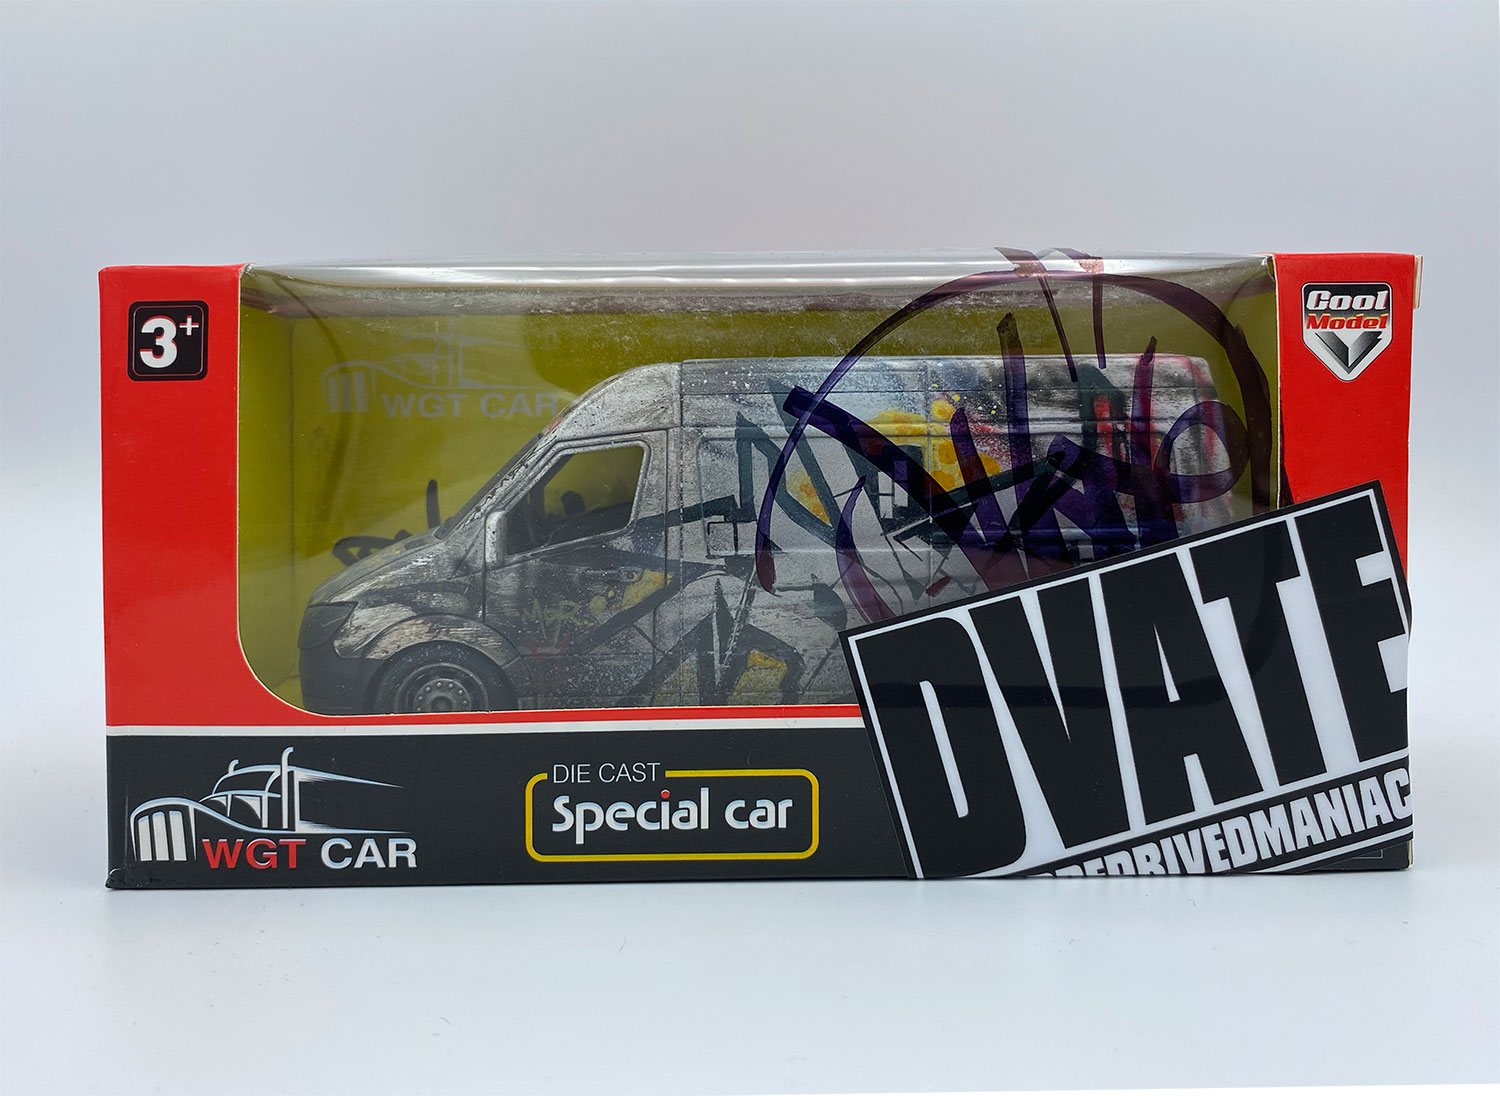 3+
Cool
Model
WGT CAR
DVATE
DIE CAST
Special car
WGT CAR